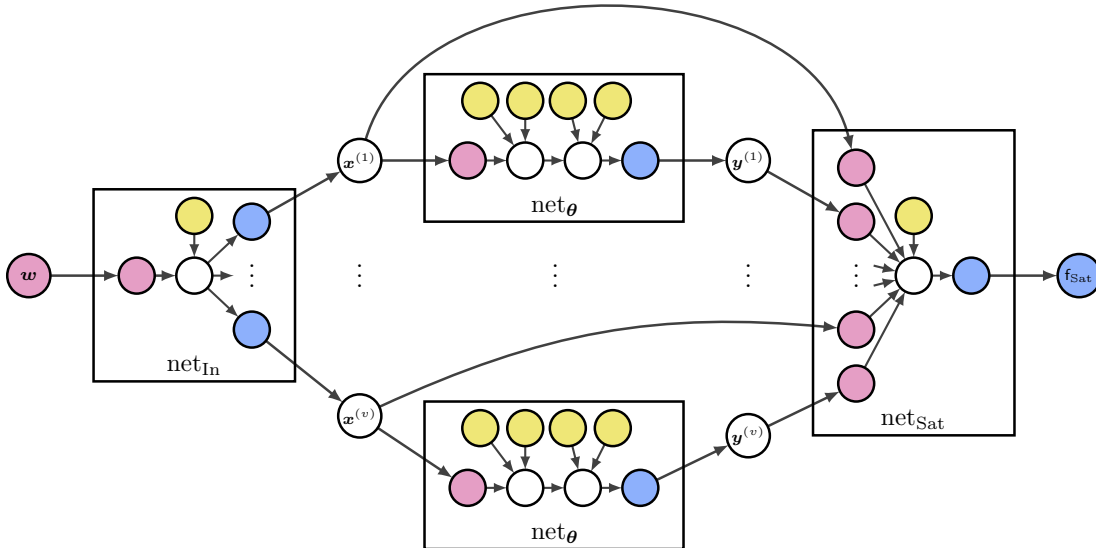 x^{(1)}
y^{(1)}
net_θ
w
⋮ ⋮ ⋮ ⋮ ⋮
f_Sat
net_In
x^{(v)}
y^{(v)}
net_Sat
net_θ